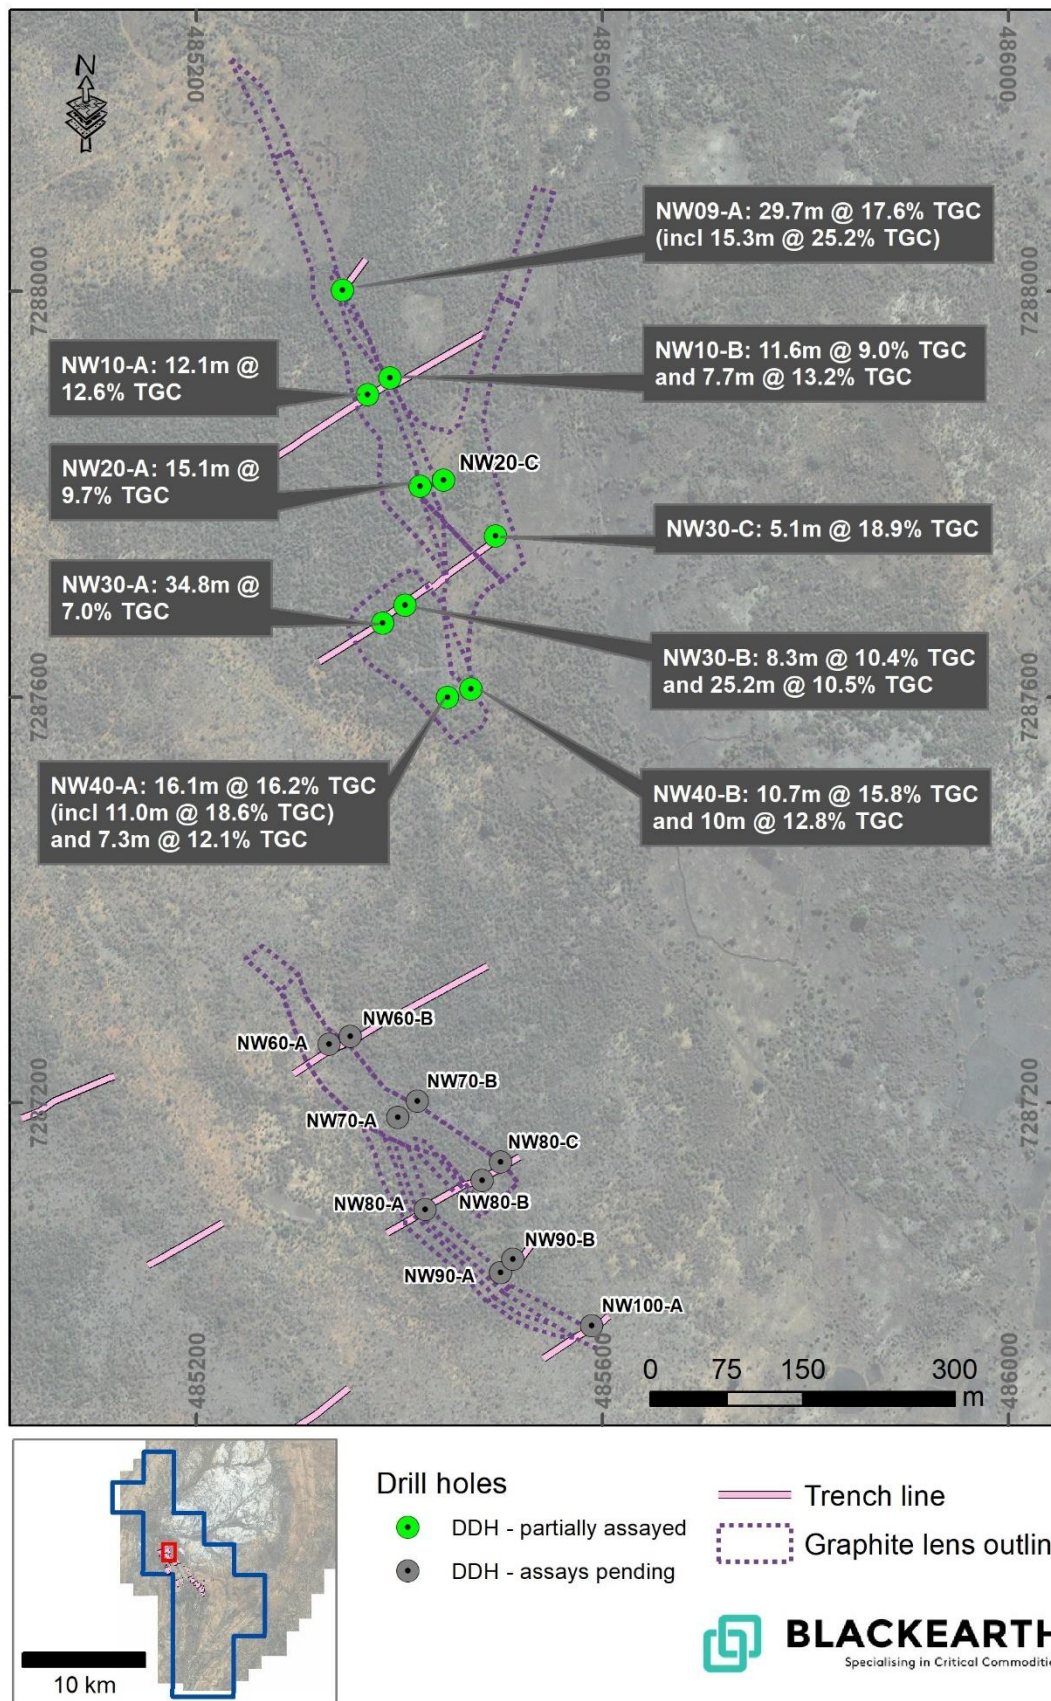 N
485200
485600
486000
NW09-A: 29.7m @ 17.6% TGC
(incl 15.3m @ 25.2% TGC)
7288000
7288000
NW10-A: 12.1m @
12.6% TGC
NW10-B: 11.6m @ 9.0% TGC
and 7.7m @ 13.2% TGC
NW20-A: 15.1m @
9.7% TGC
NW20-C
NW30-C: 5.1m @ 18.9% TGC
NW30-A: 34.8m @
7.0% TGC
NW30-B: 8.3m @ 10.4% TGC
and 25.2m @ 10.5% TGC
7287600
7287600
NW40-A: 16.1m @ 16.2% TGC
(incl 11.0m @ 18.6% TGC)
and 7.3m @ 12.1% TGC
NW40-B: 10.7m @ 15.8% TGC
and 10m @ 12.8% TGC
NW60-B
NW60-A
NW70-B
NW70-A
7287200
7287200
NW80-C
NW80-B
NW80-A
NW90-B
NW90-A
NW100-A
485200
485600
486000
0 75 150 300
m
10 km
Drill holes
DDH - partially assayed
DDH - assays pending
Trench line
Graphite lens outlin
BLACKEARTH
Specialising in Critical Commoditie